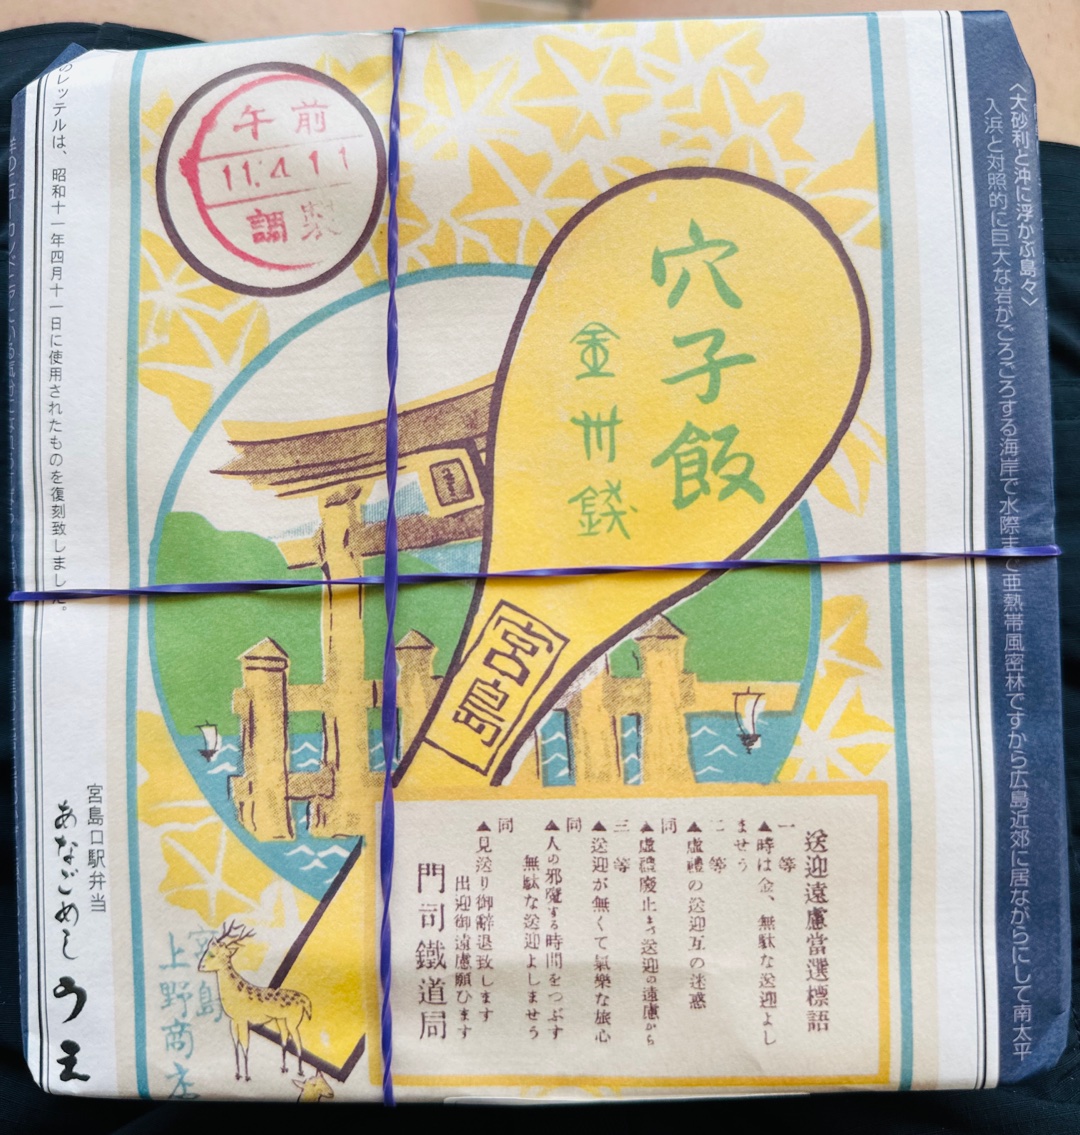 〈大砂利と沖に浮かぶ島々〉
入浜と対照的に巨大な岩がごろごろする海岸で水際まで亜熱帯風密林ですから広島近郊に居ながらにして南太平
午前
11.4.11
調製
穴子飯
金卅錢
宮島
送迎遠慮當選標語
一等
▲時は金、無駄な送迎よし
ませう
二等
▲虚禮の送迎互の迷惑
同
▲虚禮廢止まづ送迎の遠慮から
三等
▲送迎が無くて氣樂な旅心
同
▲人の邪魔する時間をつぶす
無駄な送迎よしませう
同
▲見送り御辭退致します
出迎御遠慮願ひます
門司鐵道局
宮島
上野商店
のレッテルは、昭和十一年四月十一日に使用されたものを復刻致しました。
宮島口駅弁当
あなごめし
うえ